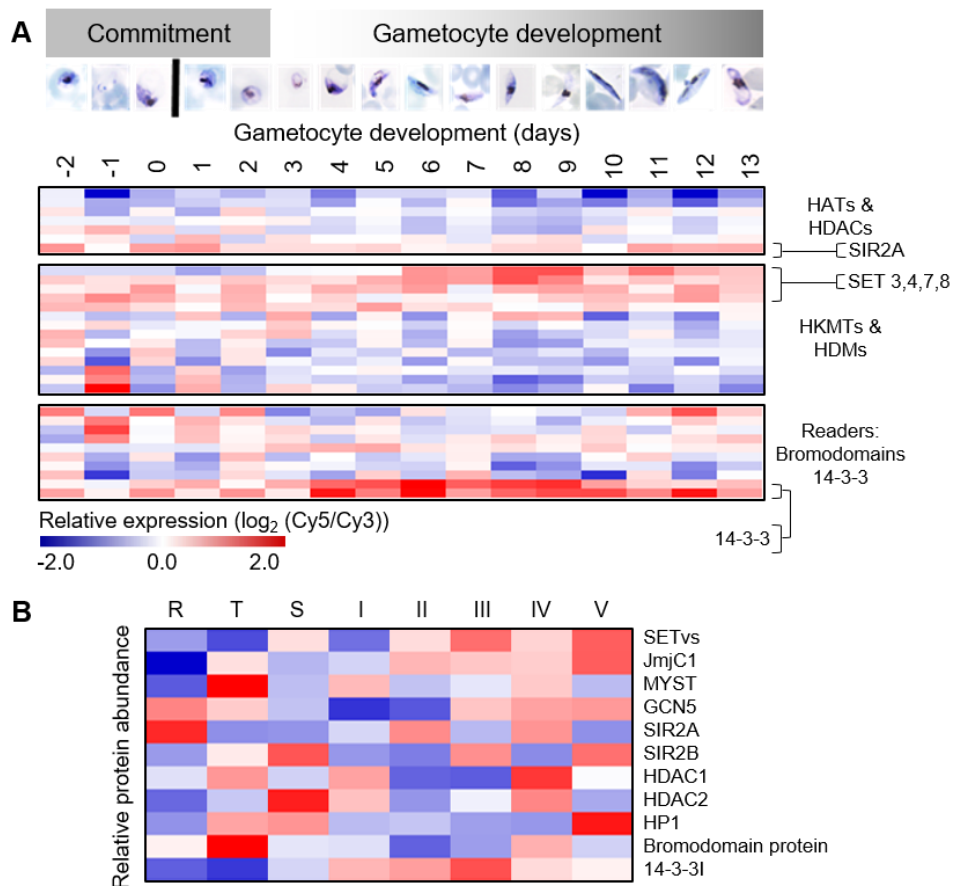 A
Commitment
Gametocyte development
Gametocyte development (days)
-2 -1 0 1 2 3 4 5 6 7 8 9 10 11 12 13
HATs &
HDACs
SIR2A
SET 3,4,7,8
HKMTs &
HDMs
Readers:
Bromodomains
14-3-3
14-3-3
Relative expression (log2 (Cy5/Cy3))
-2.0 0.0 2.0
B
R T S I II III IV V
Relative protein abundance
SETvs
JmjC1
MYST
GCN5
SIR2A
SIR2B
HDAC1
HDAC2
HP1
Bromodomain protein
14-3-3I